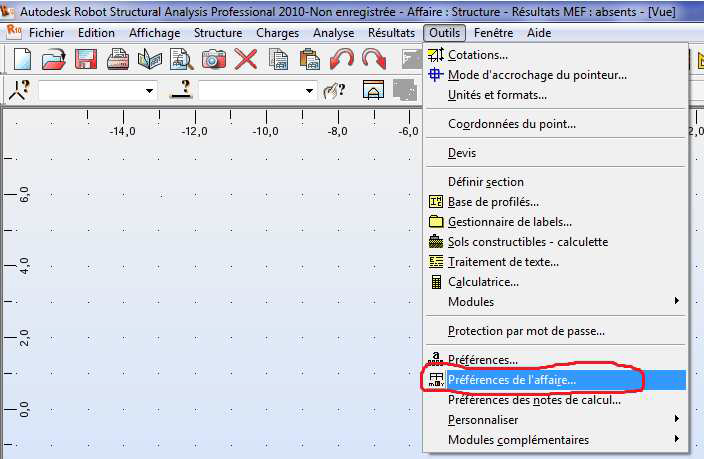 Autodesk Robot Structural Analysis Professional 2010-Non enregistrée - Affaire : Structure - Résultats MEF : absents - [Vue]
R10 Fichier Edition Affichage Structure Charges Analyse Résultats Outils Fenêtre Aide
Cotations...
Mode d'accrochage du pointeur...
Unités et formats...
Coordonnées du point...
-14,0 -12,0 -10,0 -8,0 -6,0 2,0
Devis
Définir section
Base de profilés...
6,0
Gestionnaire de labels...
Sols constructibles - calculette
Traitement de texte...
4,0
Calculatrice...
Modules
Protection par mot de passe...
2,0
Préférences...
Préférences de l'affaire...
Préférences des notes de calcul...
0,0
Personnaliser
Modules complémentaires